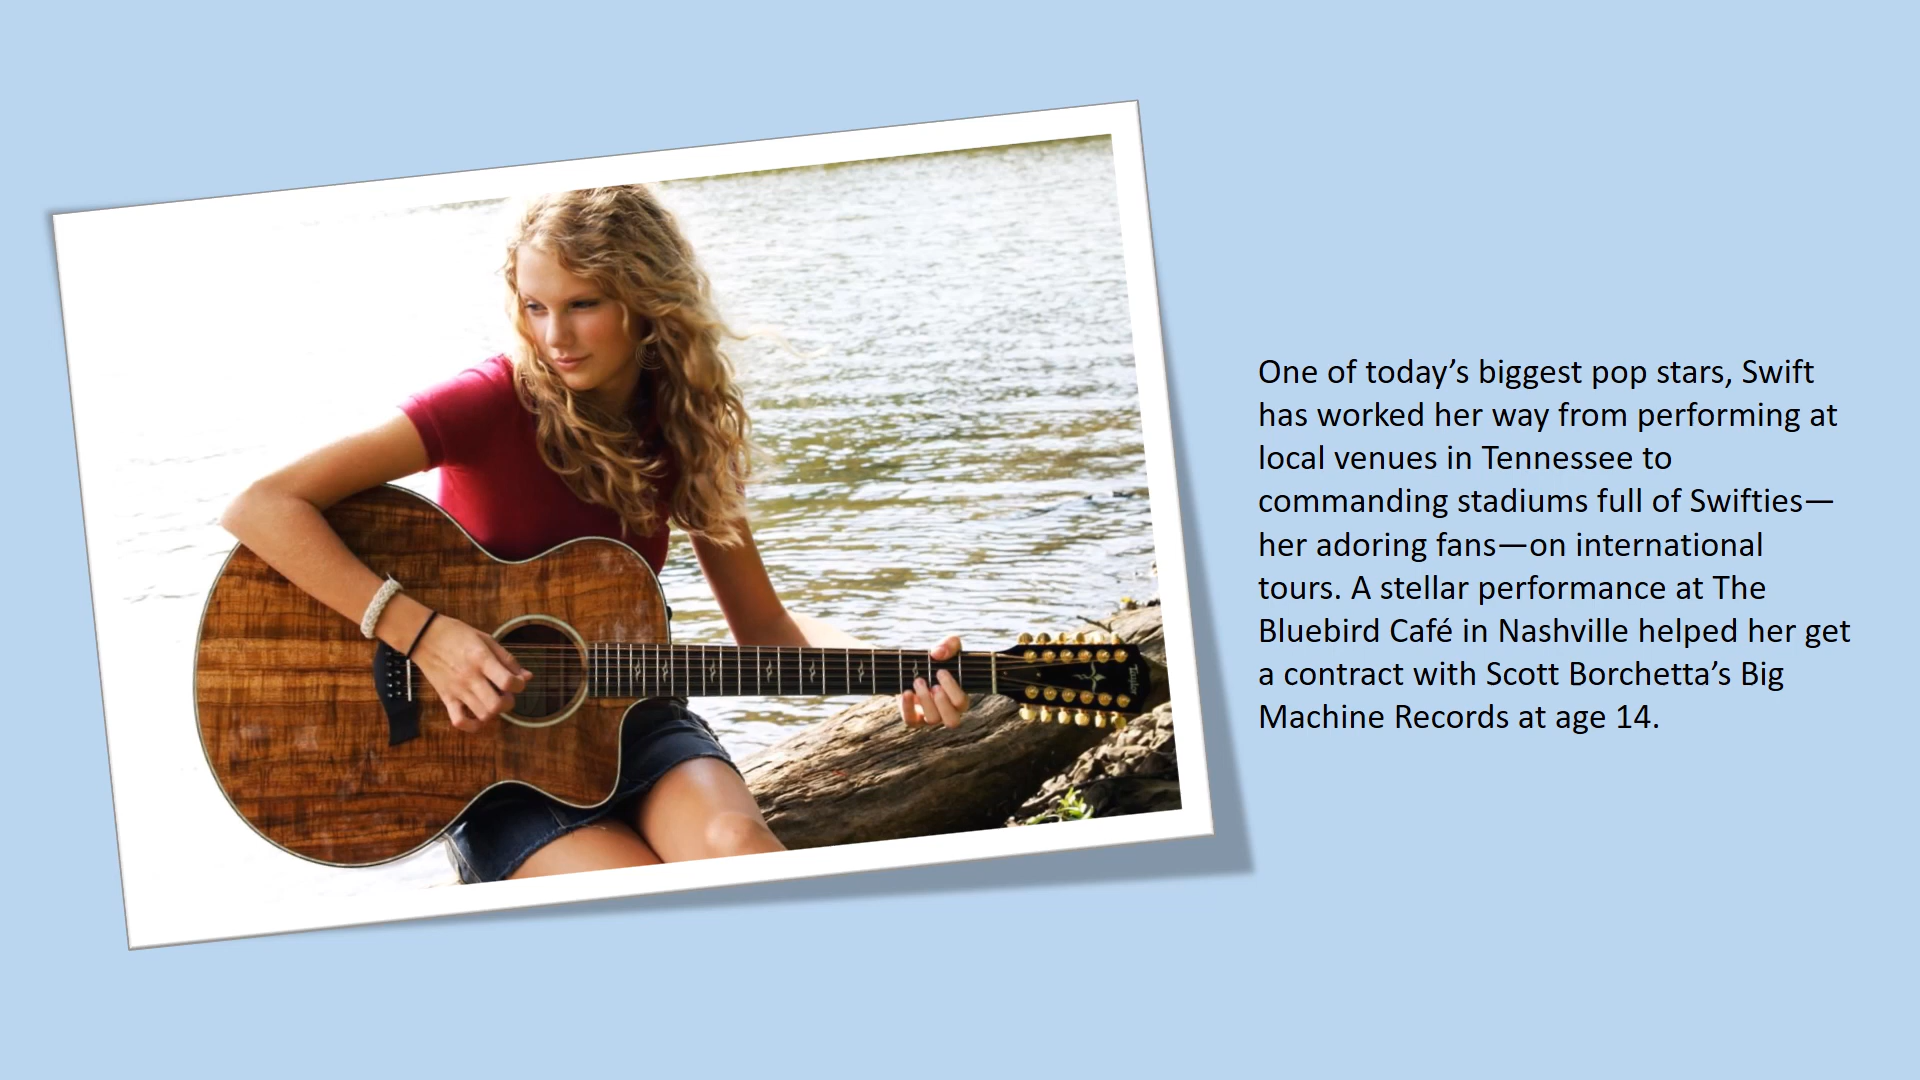 One of today’s biggest pop stars, Swift
has worked her way from performing at
local venues in Tennessee to
commanding stadiums full of Swifties—
her adoring fans—on international
tours. A stellar performance at The
Bluebird Café in Nashville helped her get
a contract with Scott Borchetta’s Big
Machine Records at age 14.
Taylor